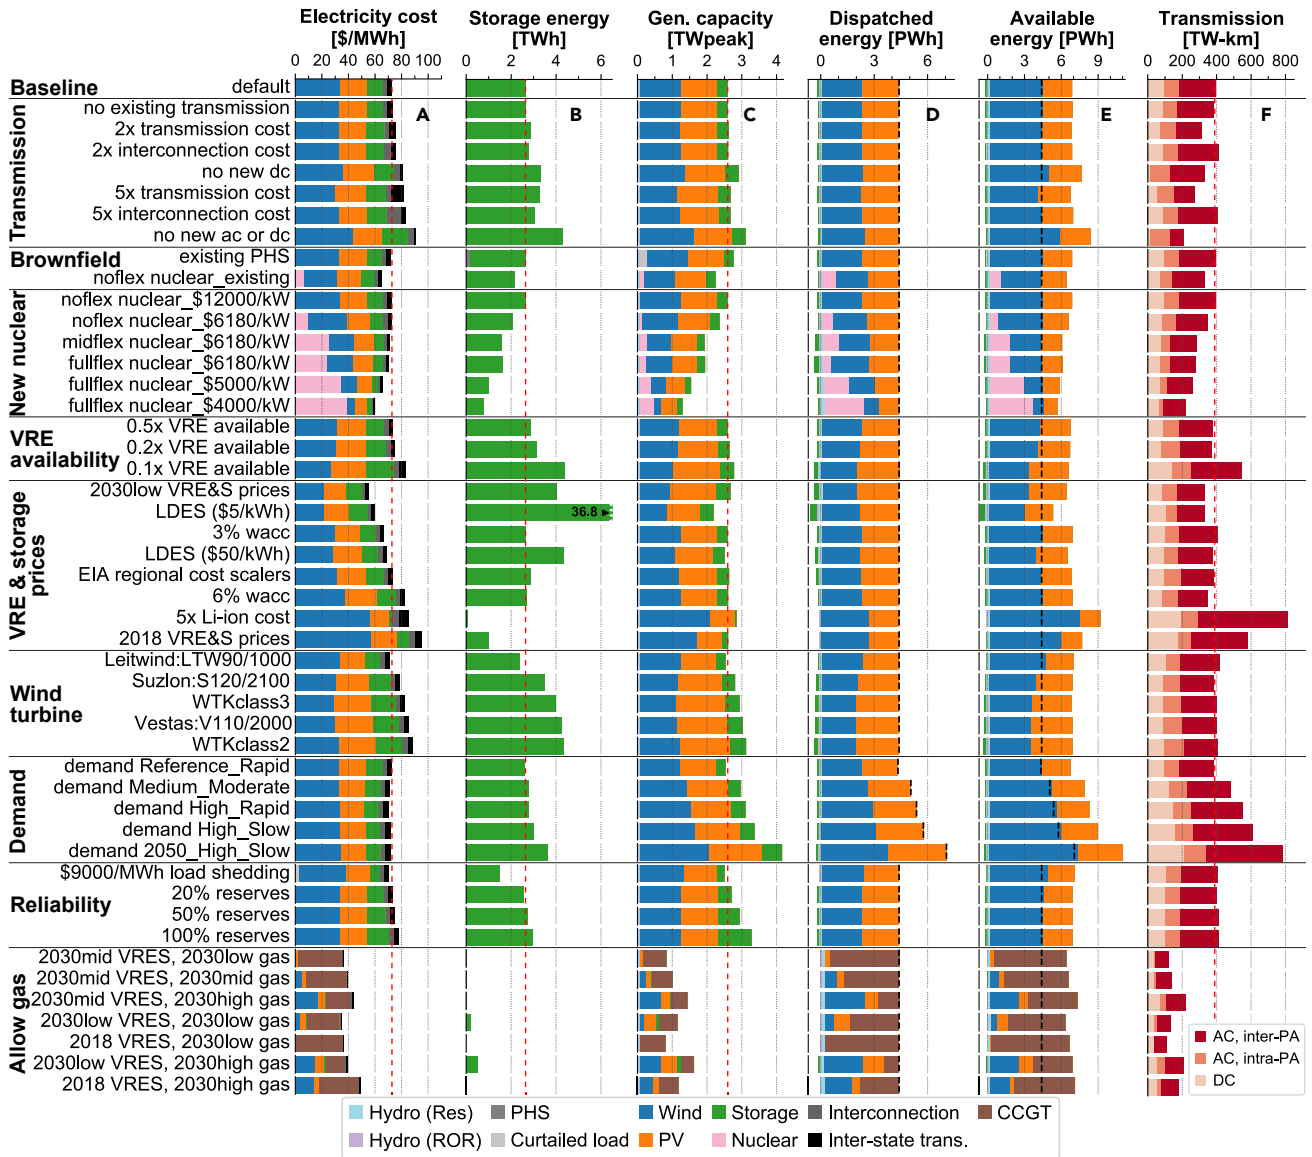 Electricity cost
[$/MWh]
Storage energy
[TWh]
Gen. capacity
[TWpeak]
Dispatched
energy [PWh]
Available
energy [PWh]
Transmission
[TW-km]
0 20 40 60 80 100
0 2 4 6
0 1 2 3 4
0 3 6
0 3 6 9
0 200 400 600 800
A
B
C
D
E
F
Baseline
default
Transmission
no existing transmission
2x transmission cost
2x interconnection cost
no new dc
5x transmission cost
5x interconnection cost
no new ac or dc
Brownfield
existing PHS
noflex nuclear_existing
New nuclear
noflex nuclear_$12000/kW
noflex nuclear_$6180/kW
midflex nuclear_$6180/kW
fullflex nuclear_$6180/kW
fullflex nuclear_$5000/kW
fullflex nuclear_$4000/kW
VRE
availability
0.5x VRE available
0.2x VRE available
0.1x VRE available
VRE & storage
prices
2030low VRE&S prices
LDES ($5/kWh)
36.8
3% wacc
LDES ($50/kWh)
EIA regional cost scalers
6% wacc
5x Li-ion cost
2018 VRE&S prices
Wind
turbine
Leitwind:LTW90/1000
Suzlon:S120/2100
WTKclass3
Vestas:V110/2000
WTKclass2
Demand
demand Reference_Rapid
demand Medium_Moderate
demand High_Rapid
demand High_Slow
demand 2050_High_Slow
Reliability
$9000/MWh load shedding
20% reserves
50% reserves
100% reserves
Allow gas
2030mid VRES, 2030low gas
2030mid VRES, 2030mid gas
2030mid VRES, 2030high gas
2030low VRES, 2030low gas
2018 VRES, 2030low gas
2030low VRES, 2030high gas
2018 VRES, 2030high gas
AC, inter-PA
AC, intra-PA
DC
Hydro (Res)
PHS
Wind
Storage
Interconnection
CCGT
Hydro (ROR)
Curtailed load
PV
Nuclear
Inter-state trans.